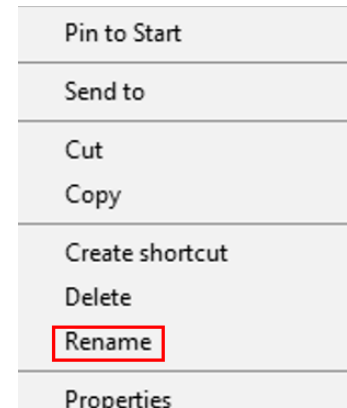 Pin to Start
Send to
Cut
Copy
Create shortcut
Delete
Rename
Properties